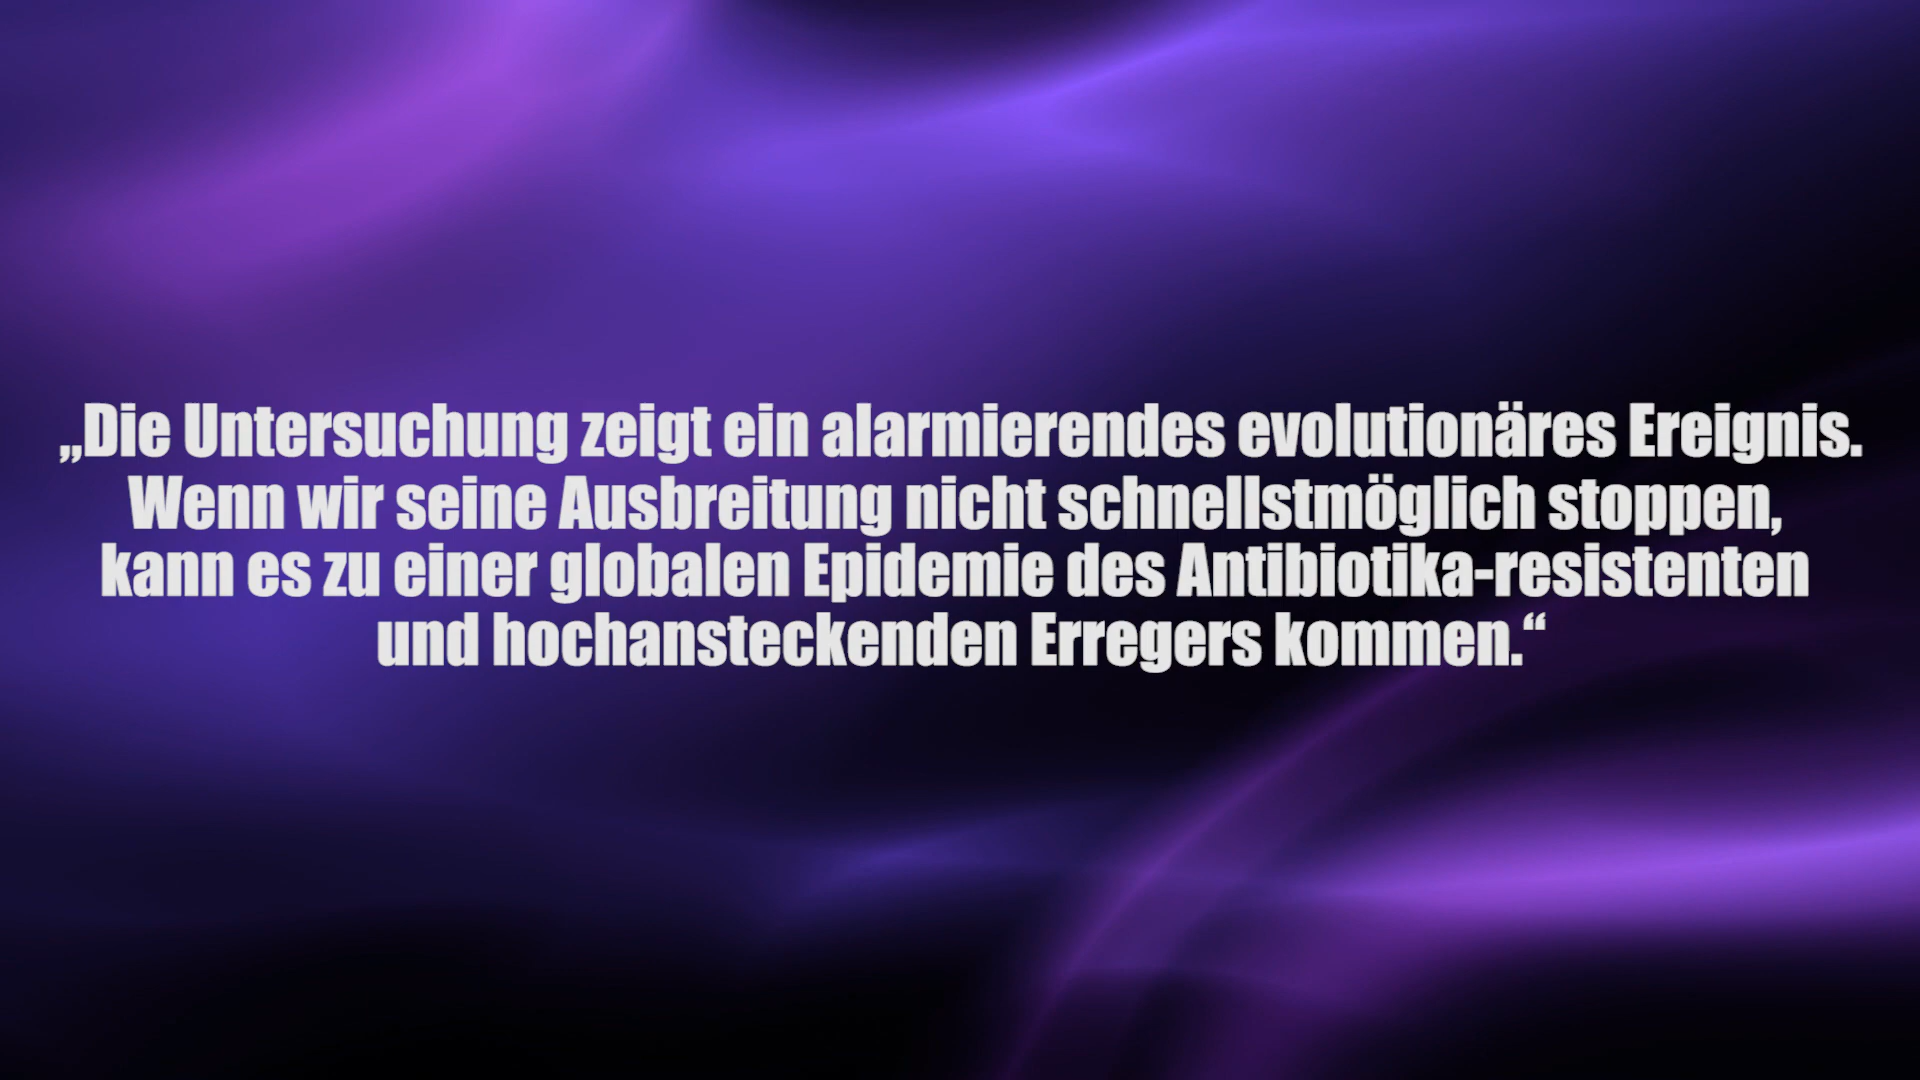 „Die Untersuchung zeigt ein alarmierendes evolutionäres Ereignis.
Wenn wir seine Ausbreitung nicht schnellstmöglich stoppen,
kann es zu einer globalen Epidemie des Antibiotika-resistenten
und hochansteckenden Erregers kommen.“